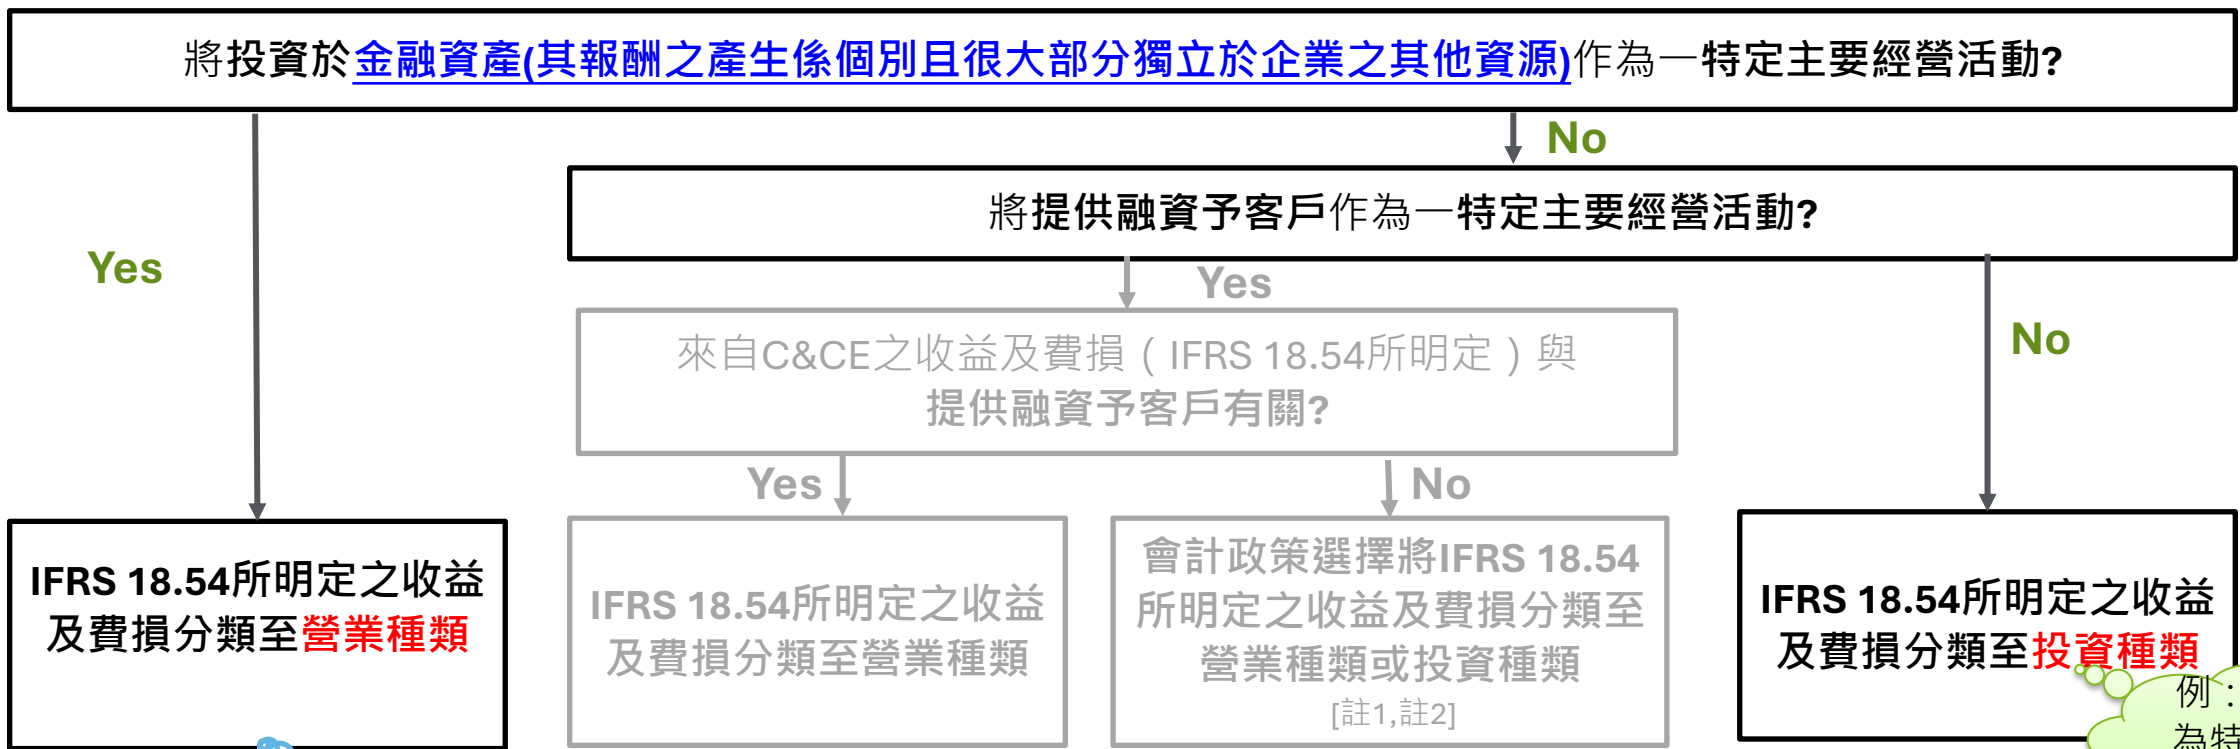 將投資於金融資產(其報酬之產生係個別且很大部分獨立於企業之其他資源)作為一特定主要經營活動?
No
將提供融資予客戶作為一特定主要經營活動?
Yes
Yes
No
來自C&CE之收益及費損（IFRS 18.54所明定）與
提供融資予客戶有關?
Yes
No
IFRS 18.54所明定之收益
及費損分類至營業種類
IFRS 18.54所明定之收益
及費損分類至營業種類
會計政策選擇將IFRS 18.54
所明定之收益及費損分類至
營業種類或投資種類
[註1,註2]
IFRS 18.54所明定之收益
及費損分類至投資種類
例：
為特